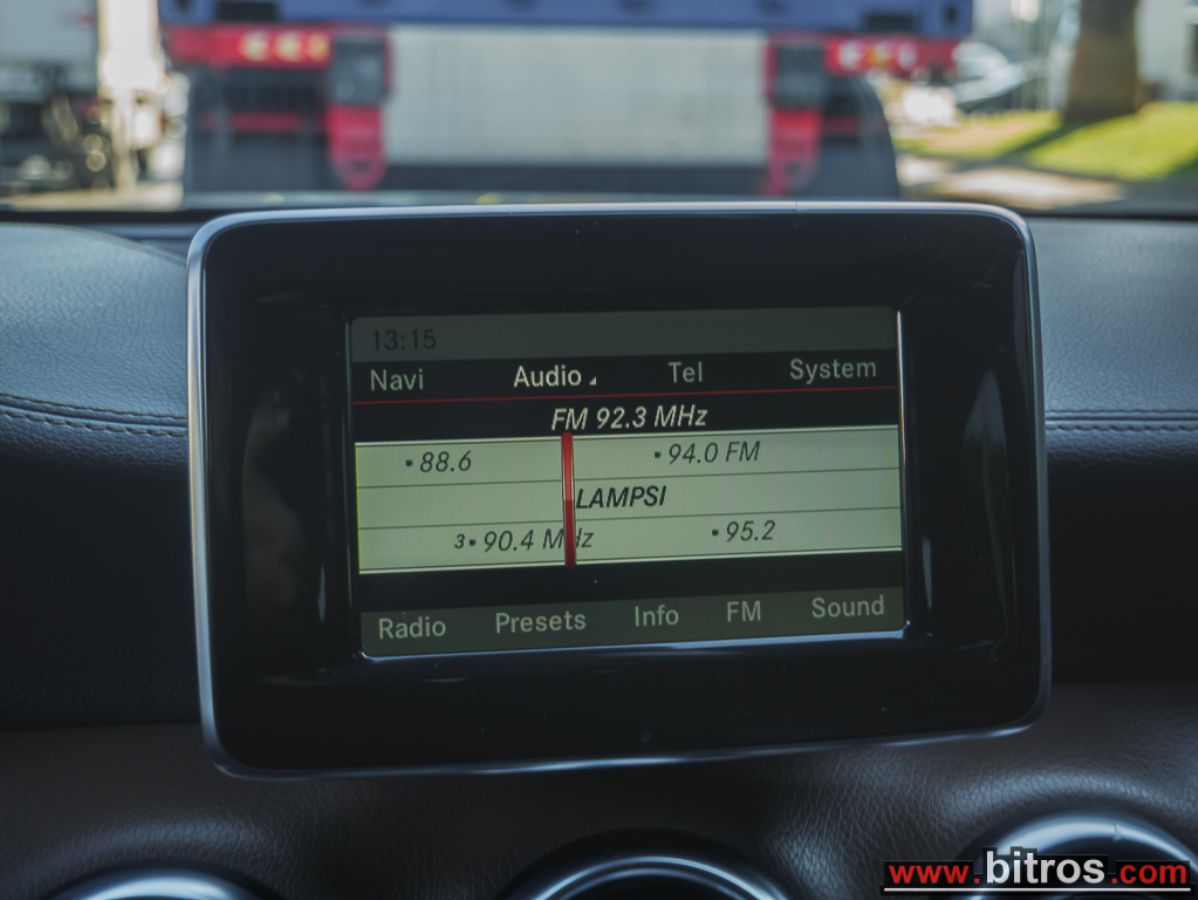 13:15
Navi Audio Tel System
FM 92.3 MHz
•88.6 •94.0 FM
LAMPSI
3•90.4 MHz •95.2
Radio Presets Info FM Sound
www.bitros.com